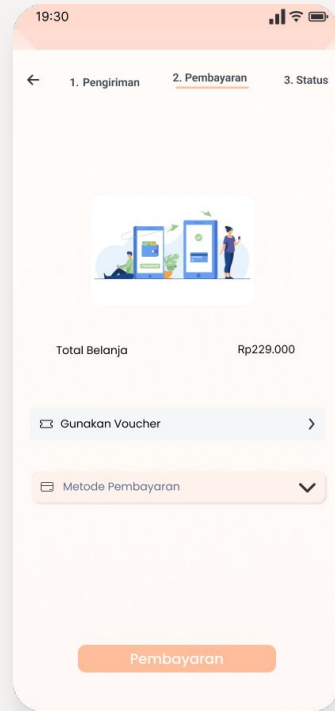 19:30
1. Pengiriman 2. Pembayaran 3. Status
Total Belanja Rp229.000
Gunakan Voucher
Metode Pembayaran
Pembayaran